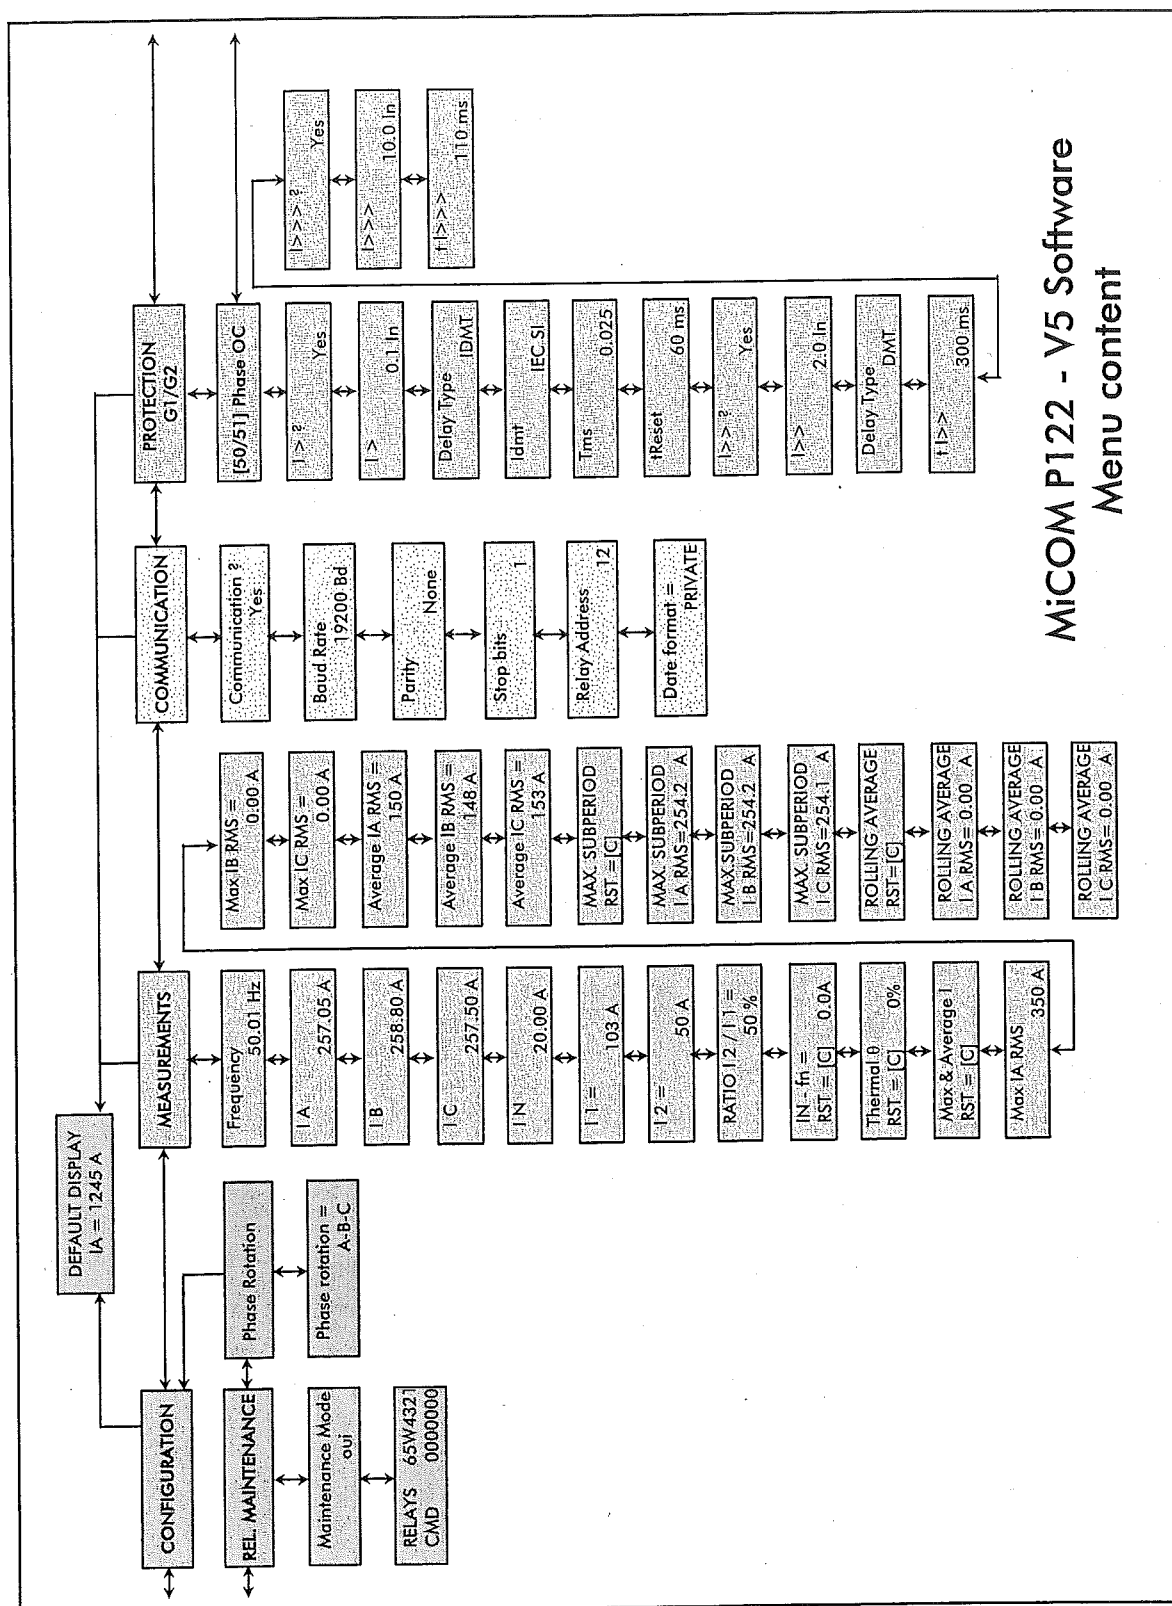 DEFAULT DISPLAY
IA = 1245 A
CONFIGURATION
REL. MAINTENANCE
Maintenance Mode
oui
RELAYS 65W4321
CMD 0000000
Phase Rotation
Phase rotation =
A-B-C
MEASUREMENTS
Frequency
50.01 Hz
I A
257.05 A
I B
258.80 A
I C
257.50 A
I N
20.00 A
I 1 =
103 A
I 2 =
50 A
RATIO I 2 / I 1 =
50 %
IN - fn =
RST = [C] 0.0A
Thermal θ
RST = [C] 0%
Max & Average I
RST = [C]
Max IA RMS
350 A
Max IB RMS =
0.00 A
Max IC RMS =
0.00 A
Average IA RMS =
150 A
Average IB RMS =
148 A
Average IC RMS =
153 A
MAX. SUBPERIOD
RST = [C]
MAX. SUBPERIOD
I A RMS=254.2 A
MAX.SUBPERIOD
I B RMS=254.2 A
MAX. SUBPERIOD
I C RMS=254.1 A
ROLLING AVERAGE
RST = [C]
ROLLING AVERAGE
I A RMS= 0.00 A
ROLLING AVERAGE
I B RMS= 0.00 A
ROLLING AVERAGE
I C RMS= 0.00 A
COMMUNICATION
Communication ?
Yes
Baud Rate
19200 Bd
Parity
None
Stop bits
1
Relay Address
12
Date format =
PRIVATE
PROTECTION
G1/G2
[50/51] Phase OC
I > ?
Yes
I >
0.1 In
Delay Type
IDMT
Idmt
IEC SI
Tms
0.025
tReset
60 ms
I>> ?
Yes
I>>
2.0 In
Delay Type
DMT
t I>>
300 ms
I>>> ?
Yes
I>>>
10.0 In
t I>>>
110 ms
MiCOM P122 - V5 Software
Menu content